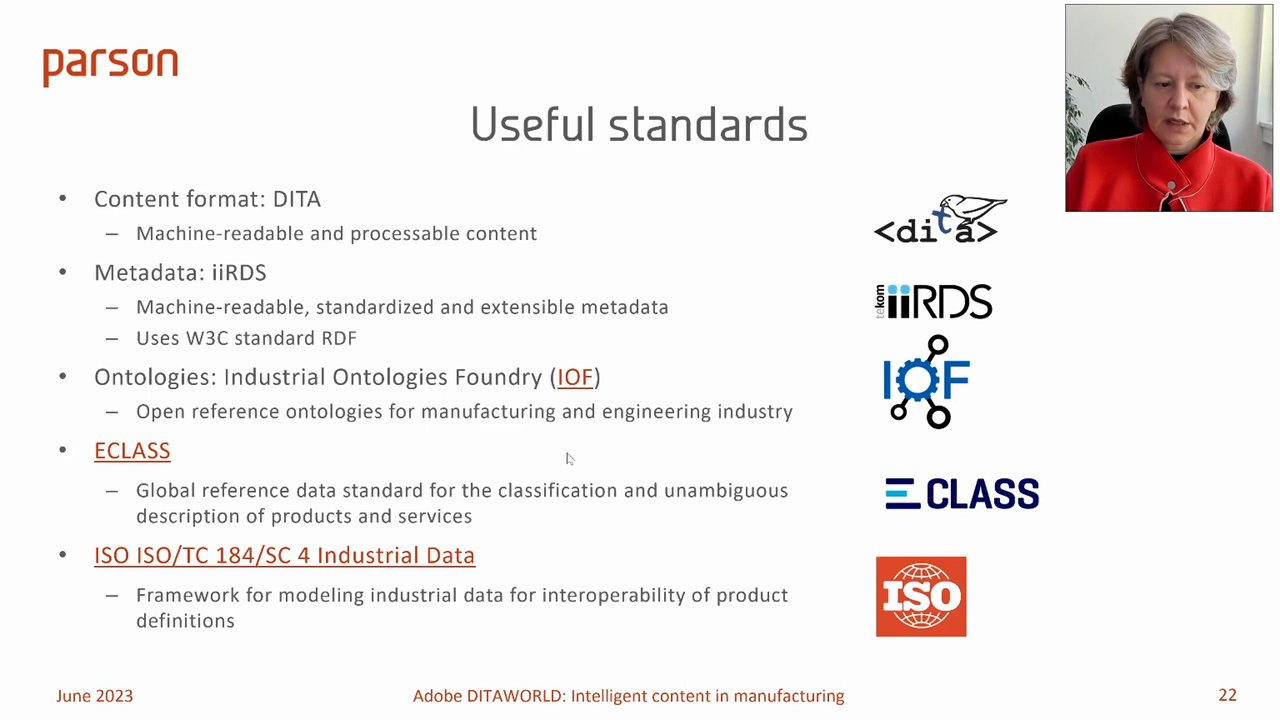 parson
Useful standards
• Content format: DITA
– Machine-readable and processable content
<dita>
• Metadata: iiRDS
– Machine-readable, standardized and extensible metadata
– Uses W3C standard RDF
tekom iiRDS
• Ontologies: Industrial Ontologies Foundry (IOF)
– Open reference ontologies for manufacturing and engineering industry
IOF
• ECLASS
– Global reference data standard for the classification and unambiguous
description of products and services
ECLASS
• ISO ISO/TC 184/SC 4 Industrial Data
– Framework for modeling industrial data for interoperability of product
definitions
ISO
June 2023
Adobe DITAWORLD: Intelligent content in manufacturing
22